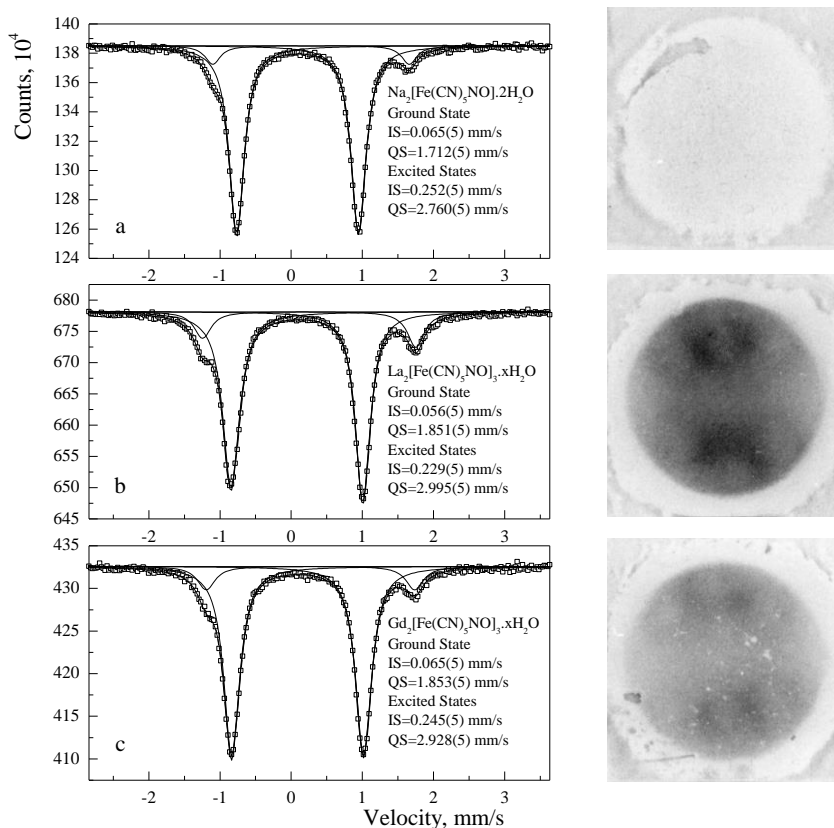 140
138
136
134
132
130
128
126
124
Counts, 10⁴
Na₂[Fe(CN)₅NO].2H₂O
Ground State
IS=0.065(5) mm/s
QS=1.712(5) mm/s
Excited States
IS=0.252(5) mm/s
QS=2.760(5) mm/s
a
-2 -1 0 1 2 3
680
675
670
665
660
655
650
645
La₂[Fe(CN)₅NO]₃.xH₂O
Ground State
IS=0.056(5) mm/s
QS=1.851(5) mm/s
Excited States
IS=0.229(5) mm/s
QS=2.995(5) mm/s
b
-2 -1 0 1 2 3
435
430
425
420
415
410
Gd₂[Fe(CN)₅NO]₃.xH₂O
Ground State
IS=0.065(5) mm/s
QS=1.853(5) mm/s
Excited States
IS=0.245(5) mm/s
QS=2.928(5) mm/s
c
-2 -1 0 1 2 3
Velocity, mm/s